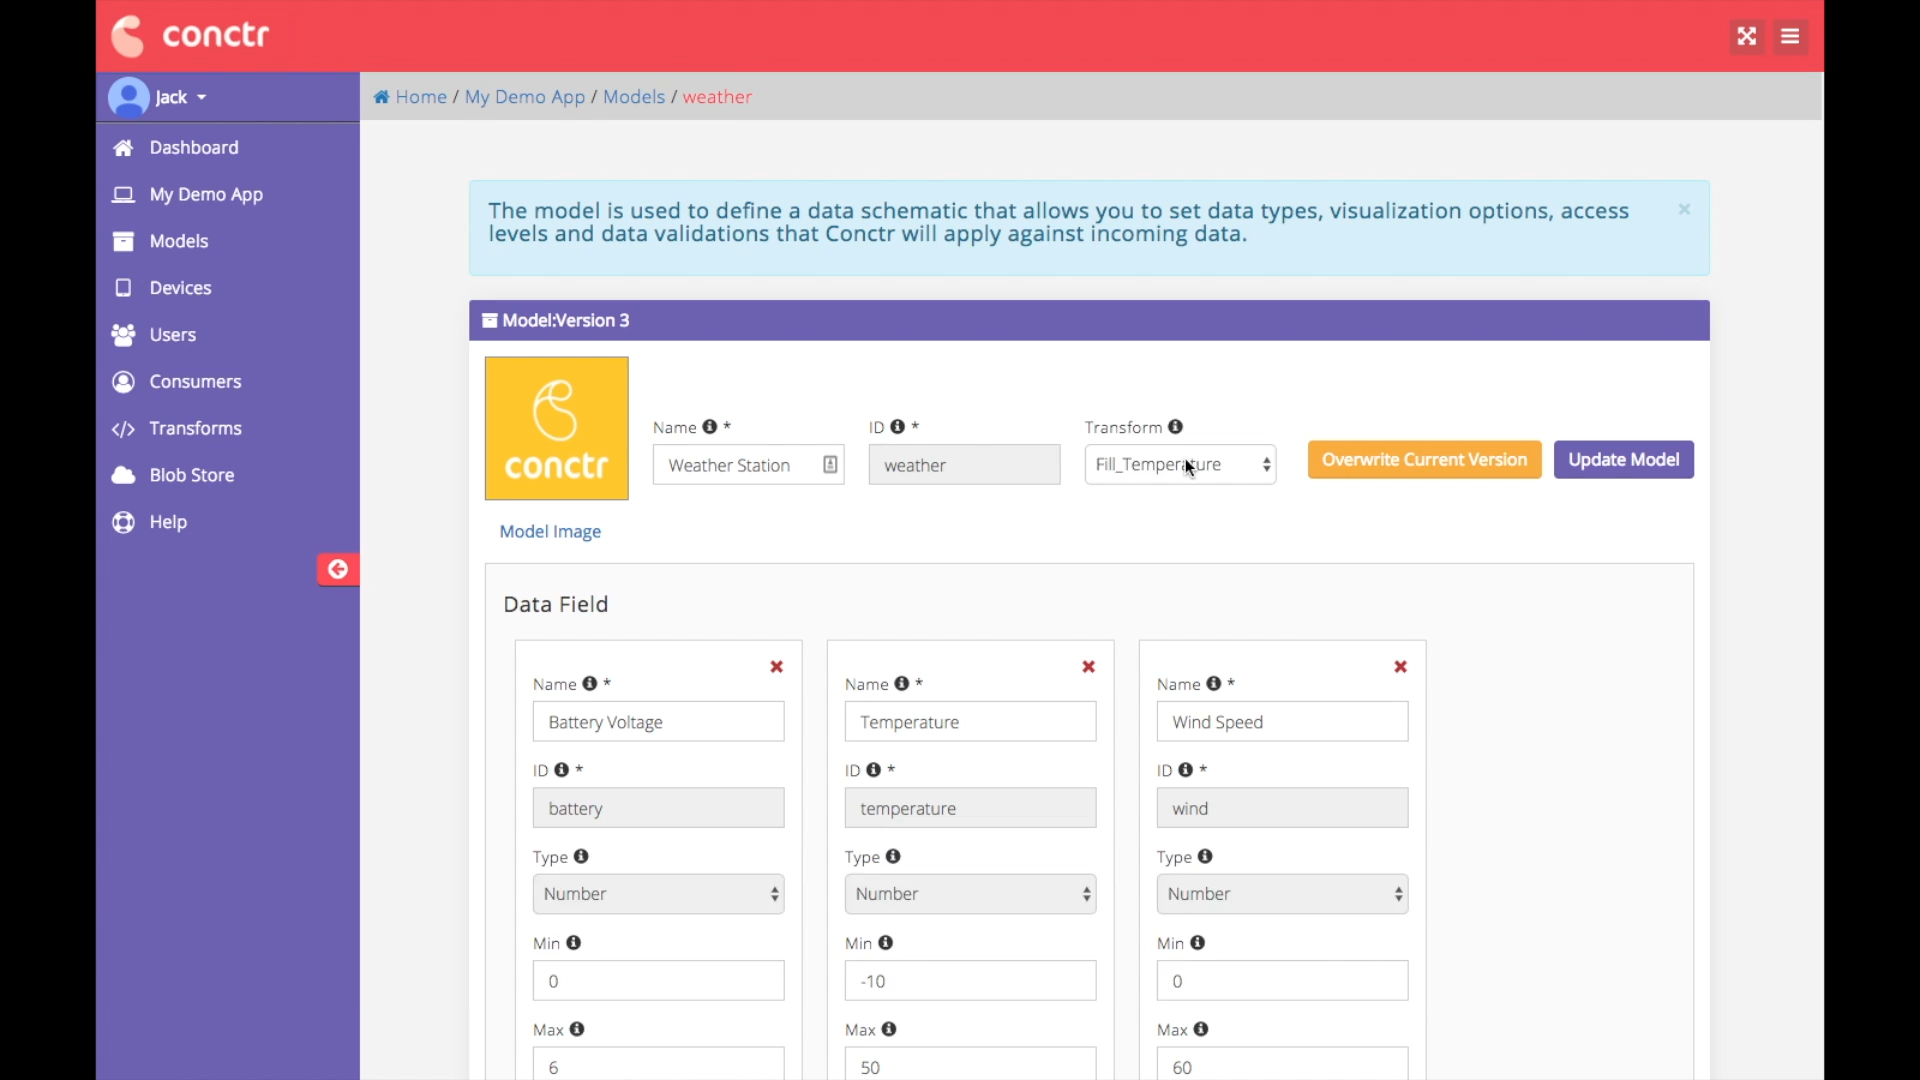 conctr
Jack
Home / My Demo App / Models / weather
Dashboard
My Demo App
Models
Devices
Users
Consumers
Transforms
Blob Store
Help
The model is used to define a data schematic that allows you to set data types, visualization options, access
levels and data validations that Conctr will apply against incoming data.
×
Model:Version 3
conctr
Name *
ID *
Transform
Weather Station
weather
Fill_Temperature
Overwrite Current Version
Update Model
Model Image
Data Field
Name *
Battery Voltage
ID *
battery
Type
Number
Min
0
Max
6
Name *
Temperature
ID *
temperature
Type
Number
Min
-10
Max
50
Name *
Wind Speed
ID *
wind
Type
Number
Min
0
Max
60